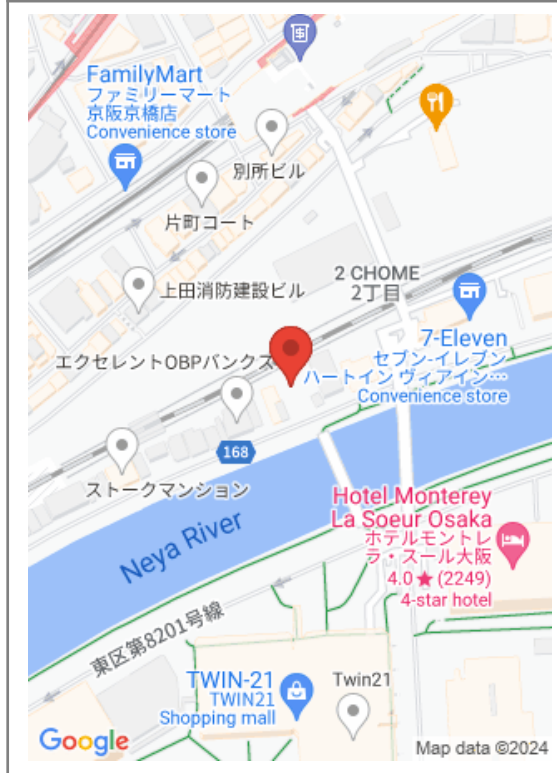 FamilyMart
ファミリーマート
京阪京橋店
Convenience store
別所ビル
片町コート
2 CHOME
2丁目
上田消防建設ビル
7-Eleven
セブン-イレブン
ハートイン ヴィアイン…
Convenience store
エクセレントOBPバンクス
168
ストークマンション
Neya River
Hotel Monterey
La Soeur Osaka
ホテルモントレ
ラ・スール大阪
4.0★(2249)
4-star hotel
東区第8201号線
TWIN-21
TWIN21
Shopping mall
Twin21
Google
Map data ©2024